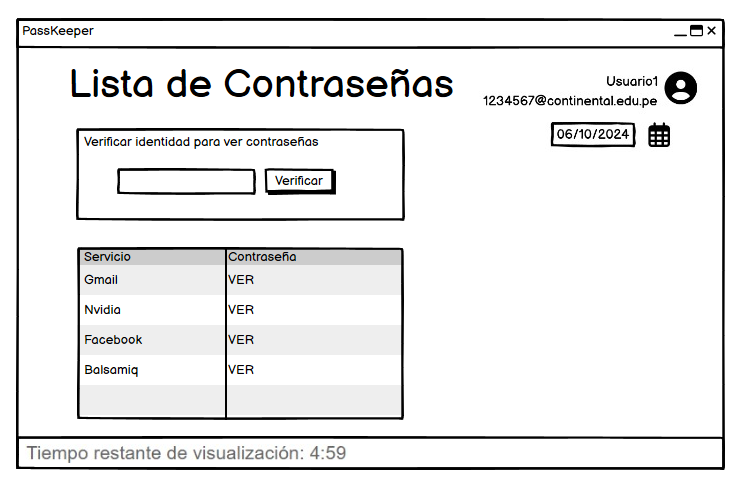 PassKeeper
Lista de Contraseñas
Usuario1
1234567@continental.edu.pe
06/10/2024
Verificar identidad para ver contraseñas
Verificar
Servicio Contraseña
Gmail VER
Nvidia VER
Facebook VER
Balsamiq VER
Tiempo restante de visualización: 4:59